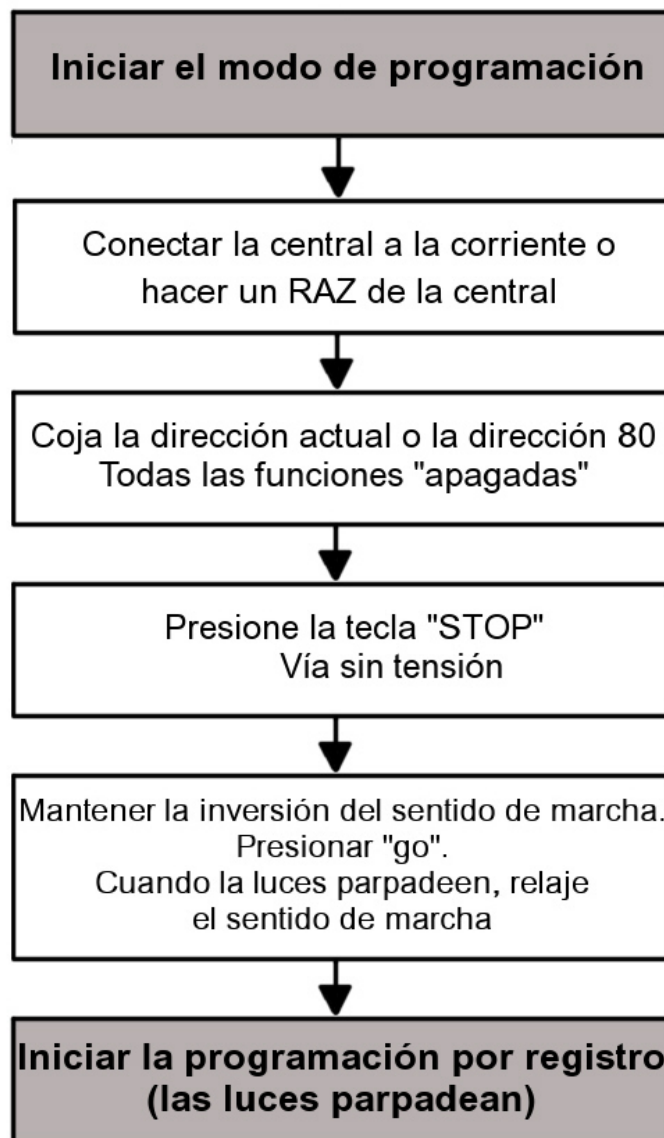 Iniciar el modo de programación
Conectar la central a la corriente o
hacer un RAZ de la central
Coja la dirección actual o la dirección 80
Todas las funciones "apagadas"
Presione la tecla "STOP"
Vía sin tensión
Mantener la inversión del sentido de marcha.
Presionar "go".
Cuando la luces parpadeen, relaje
el sentido de marcha
Iniciar la programación por registro
(las luces parpadean)